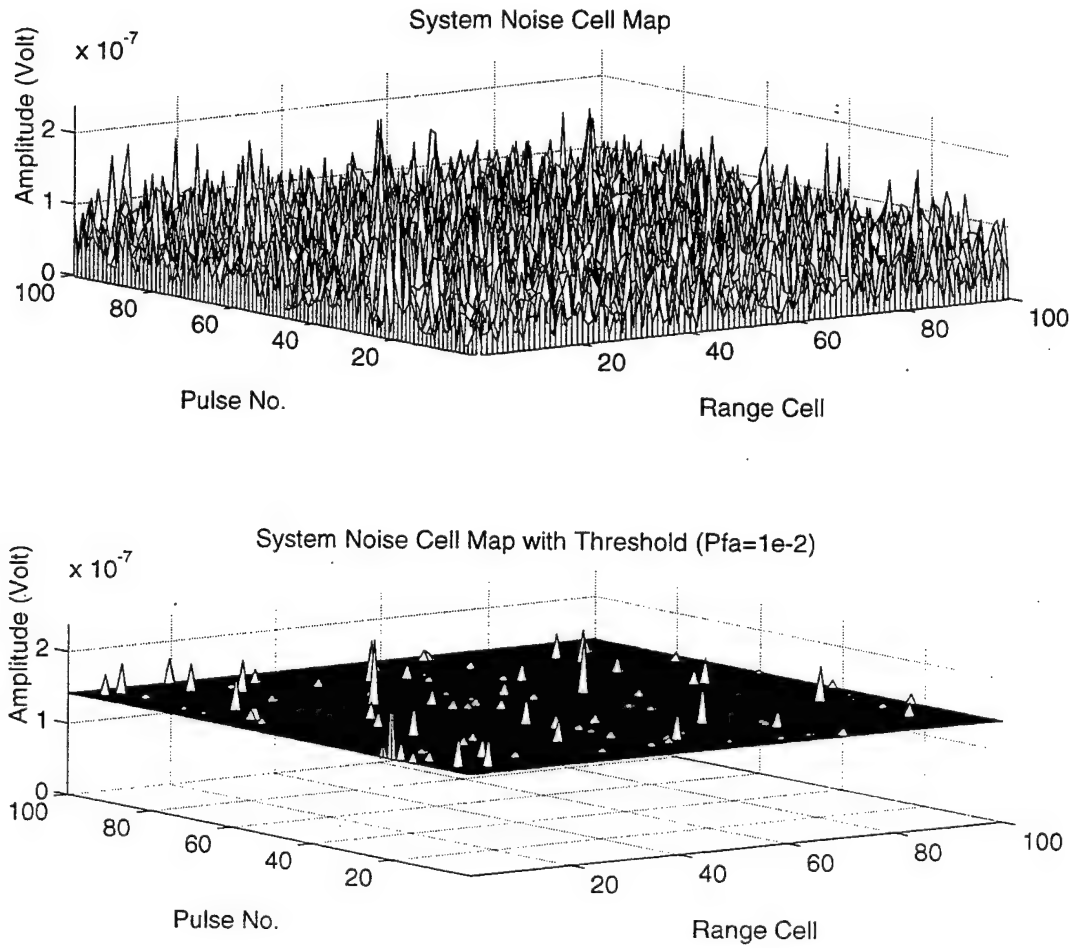 System Noise Cell Map
x 10-7
Amplitude (Volt)
2
1
0
100
80
60
40
20
20
40
60
80
100
Pulse No.
Range Cell
System Noise Cell Map with Threshold (Pfa=1e-2)
x 10-7
Amplitude (Volt)
2
1
0
100
80
60
40
20
20
40
60
80
100
Pulse No.
Range Cell